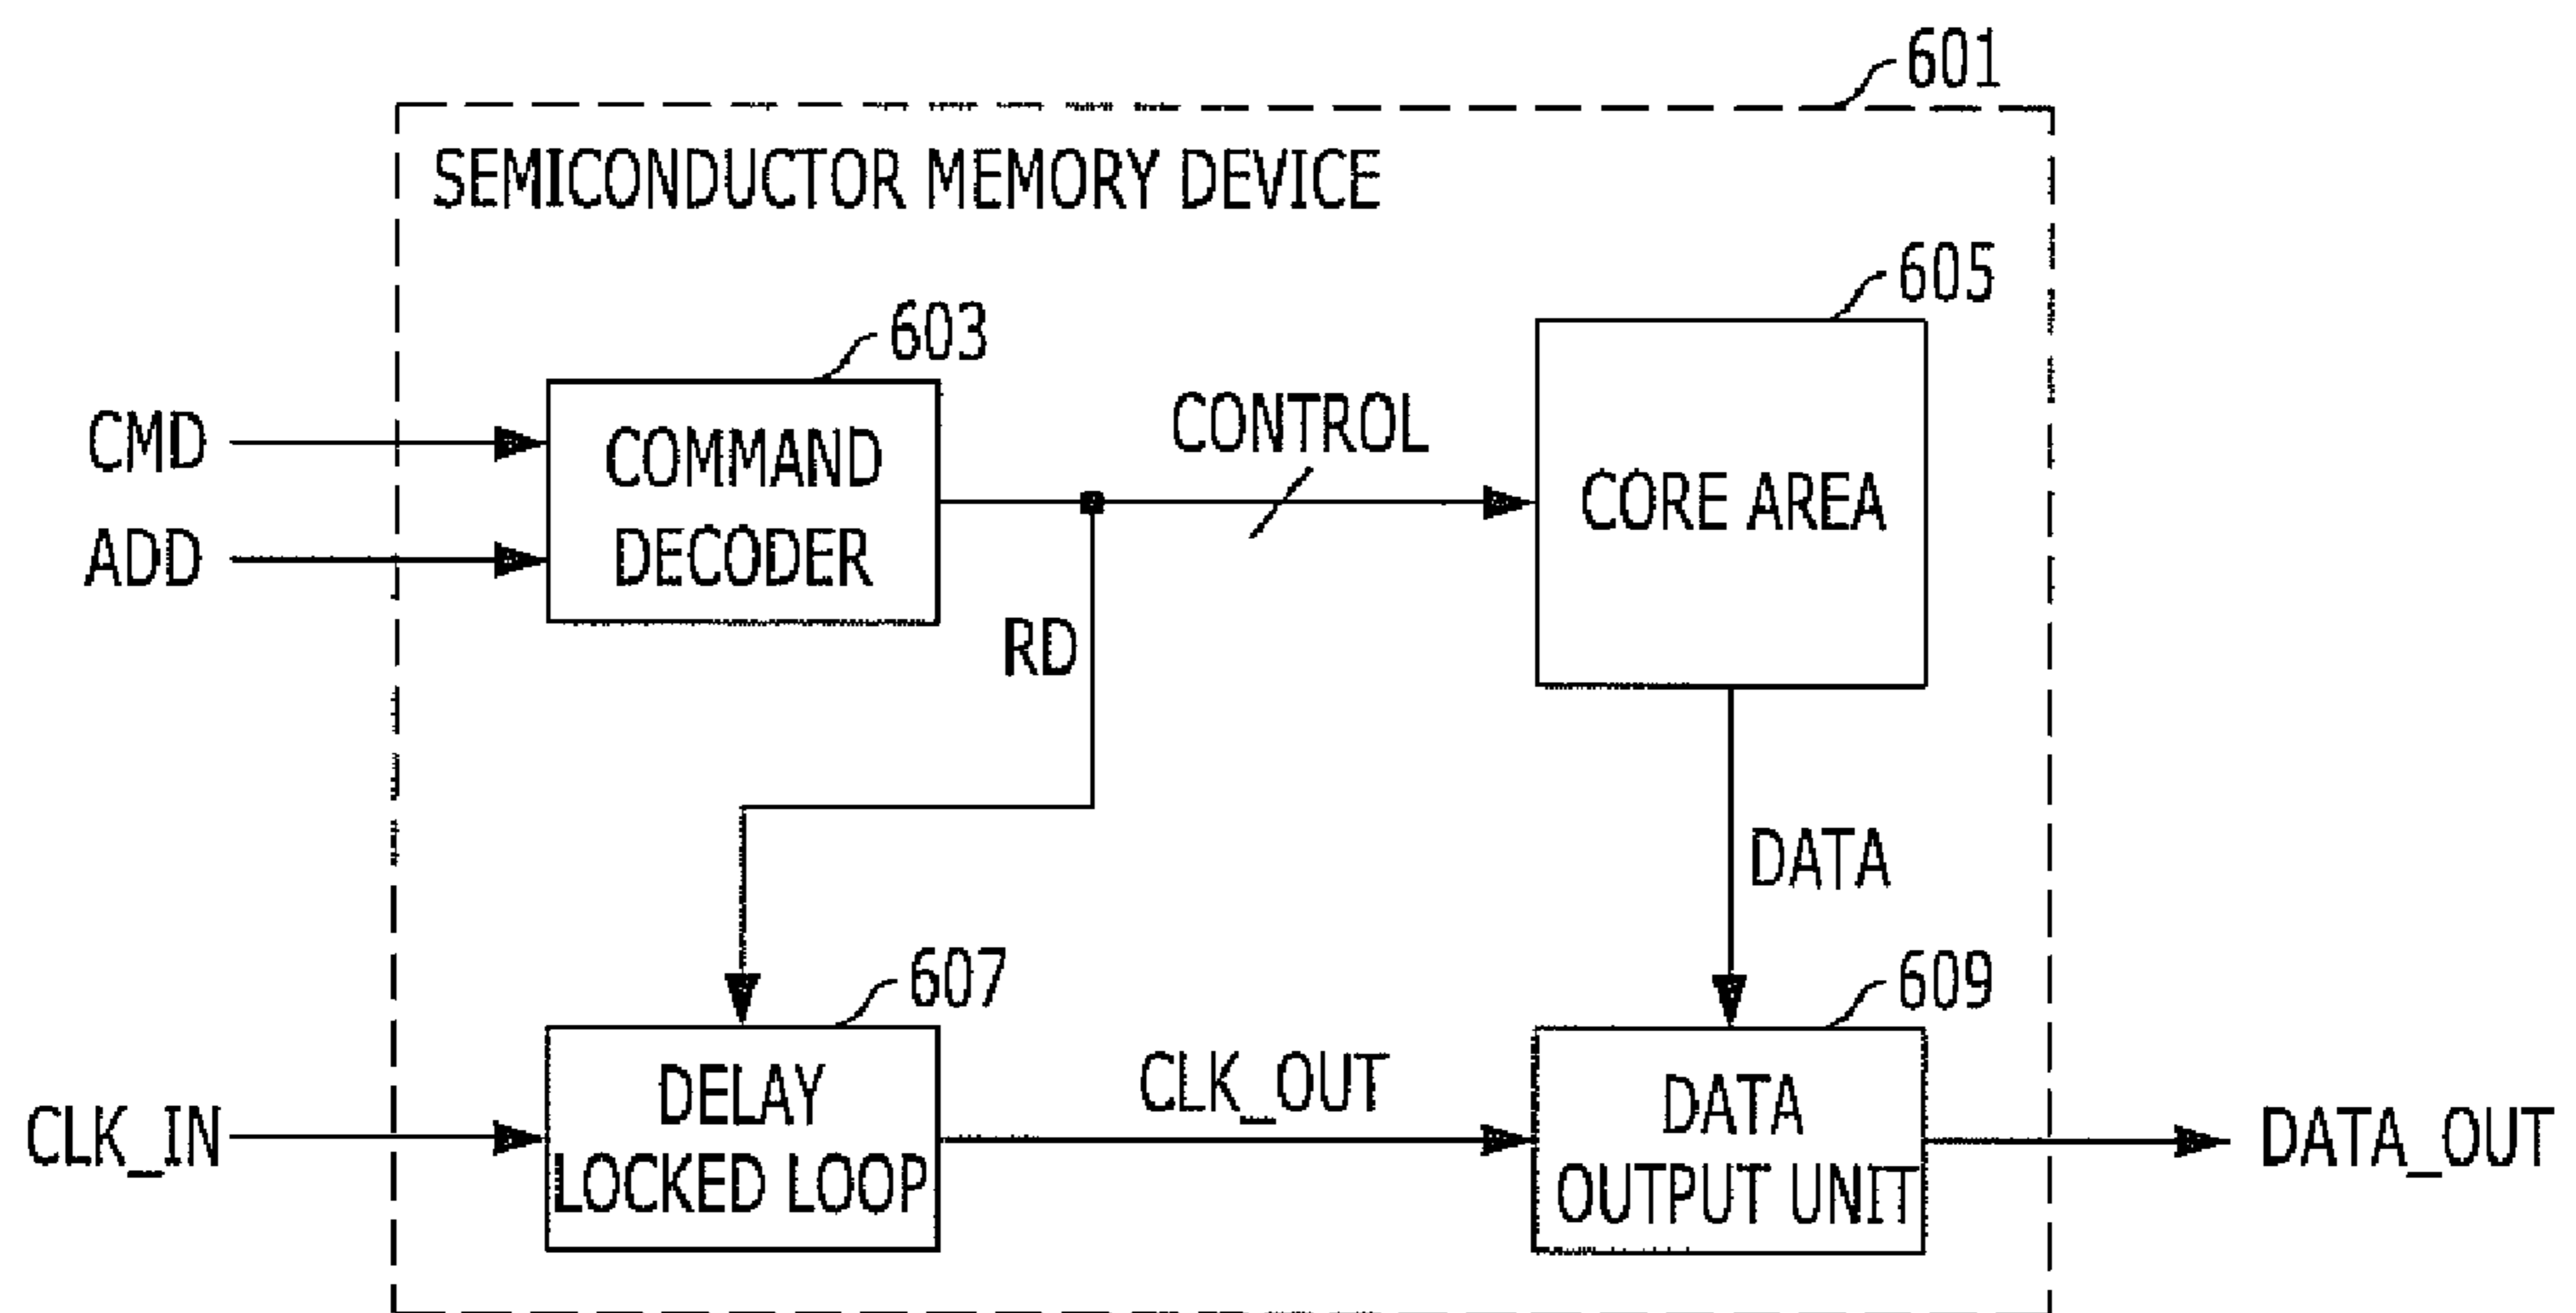 601
SEMICONDUCTOR MEMORY DEVICE
605
603
CMD
COMMAND
DECODER
CONTROL
CORE AREA
ADD
RD
DATA
607
609
CLK_IN
DELAY
LOCKED LOOP
CLK_OUT
DATA
OUTPUT UNIT
DATA_OUT